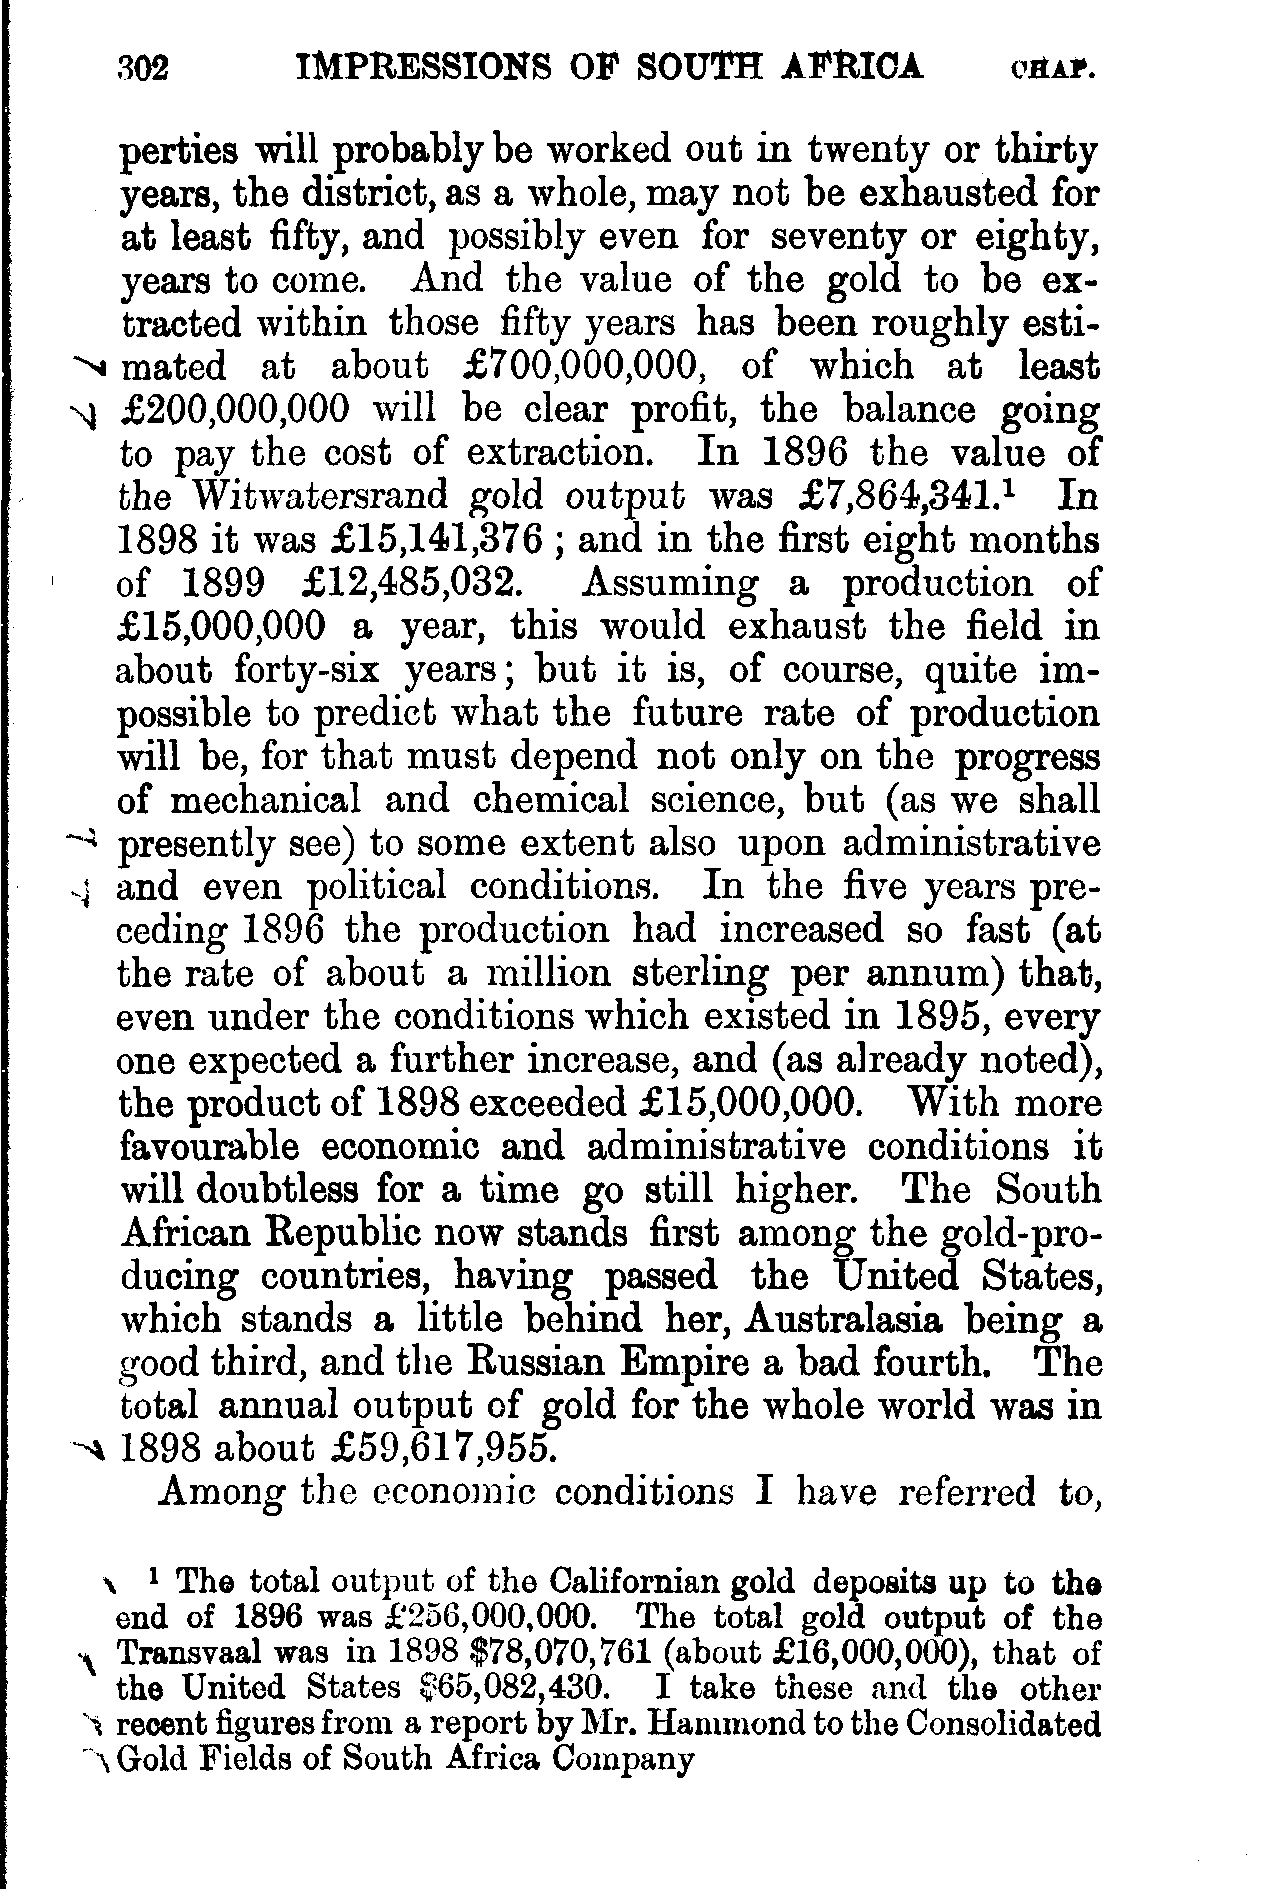 302 IMPRESSIONS OF SOUTH AFRICA CHAP.
perties will probably be worked out in twenty or thirty
years, the district, as a whole, may not be exhausted for
at least fifty, and possibly even for seventy or eighty,
years to come. And the value of the gold to be ex-
tracted within those fifty years has been roughly esti-
mated at about £700,000,000, of which at least
£200,000,000 will be clear profit, the balance going
to pay the cost of extraction. In 1896 the value of
the Witwatersrand gold output was £7,864,341.¹ In
1898 it was £15,141,376 ; and in the first eight months
of 1899 £12,485,032. Assuming a production of
£15,000,000 a year, this would exhaust the field in
about forty-six years; but it is, of course, quite im-
possible to predict what the future rate of production
will be, for that must depend not only on the progress
of mechanical and chemical science, but (as we shall
presently see) to some extent also upon administrative
and even political conditions. In the five years pre-
ceding 1896 the production had increased so fast (at
the rate of about a million sterling per annum) that,
even under the conditions which existed in 1895, every
one expected a further increase, and (as already noted),
the product of 1898 exceeded £15,000,000. With more
favourable economic and administrative conditions it
will doubtless for a time go still higher. The South
African Republic now stands first among the gold-pro-
ducing countries, having passed the United States,
which stands a little behind her, Australasia being a
good third, and the Russian Empire a bad fourth. The
total annual output of gold for the whole world was in
1898 about £59,617,955.
Among the economic conditions I have referred to,
¹ The total output of the Californian gold deposits up to the
end of 1896 was £256,000,000. The total gold output of the
Transvaal was in 1898 $78,070,761 (about £16,000,000), that of
the United States $65,082,430. I take these and the other
recent figures from a report by Mr. Hammond to the Consolidated
Gold Fields of South Africa Company